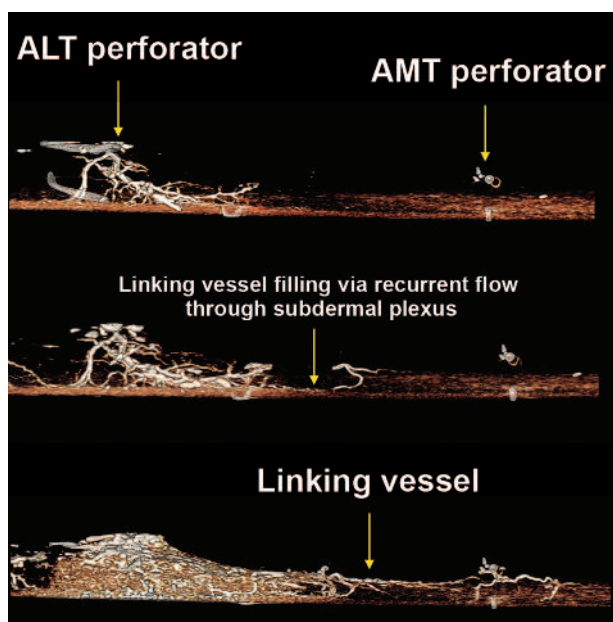 ALT perforator
AMT perforator
Linking vessel filling via recurrent flow
through subdermal plexus
Linking vessel